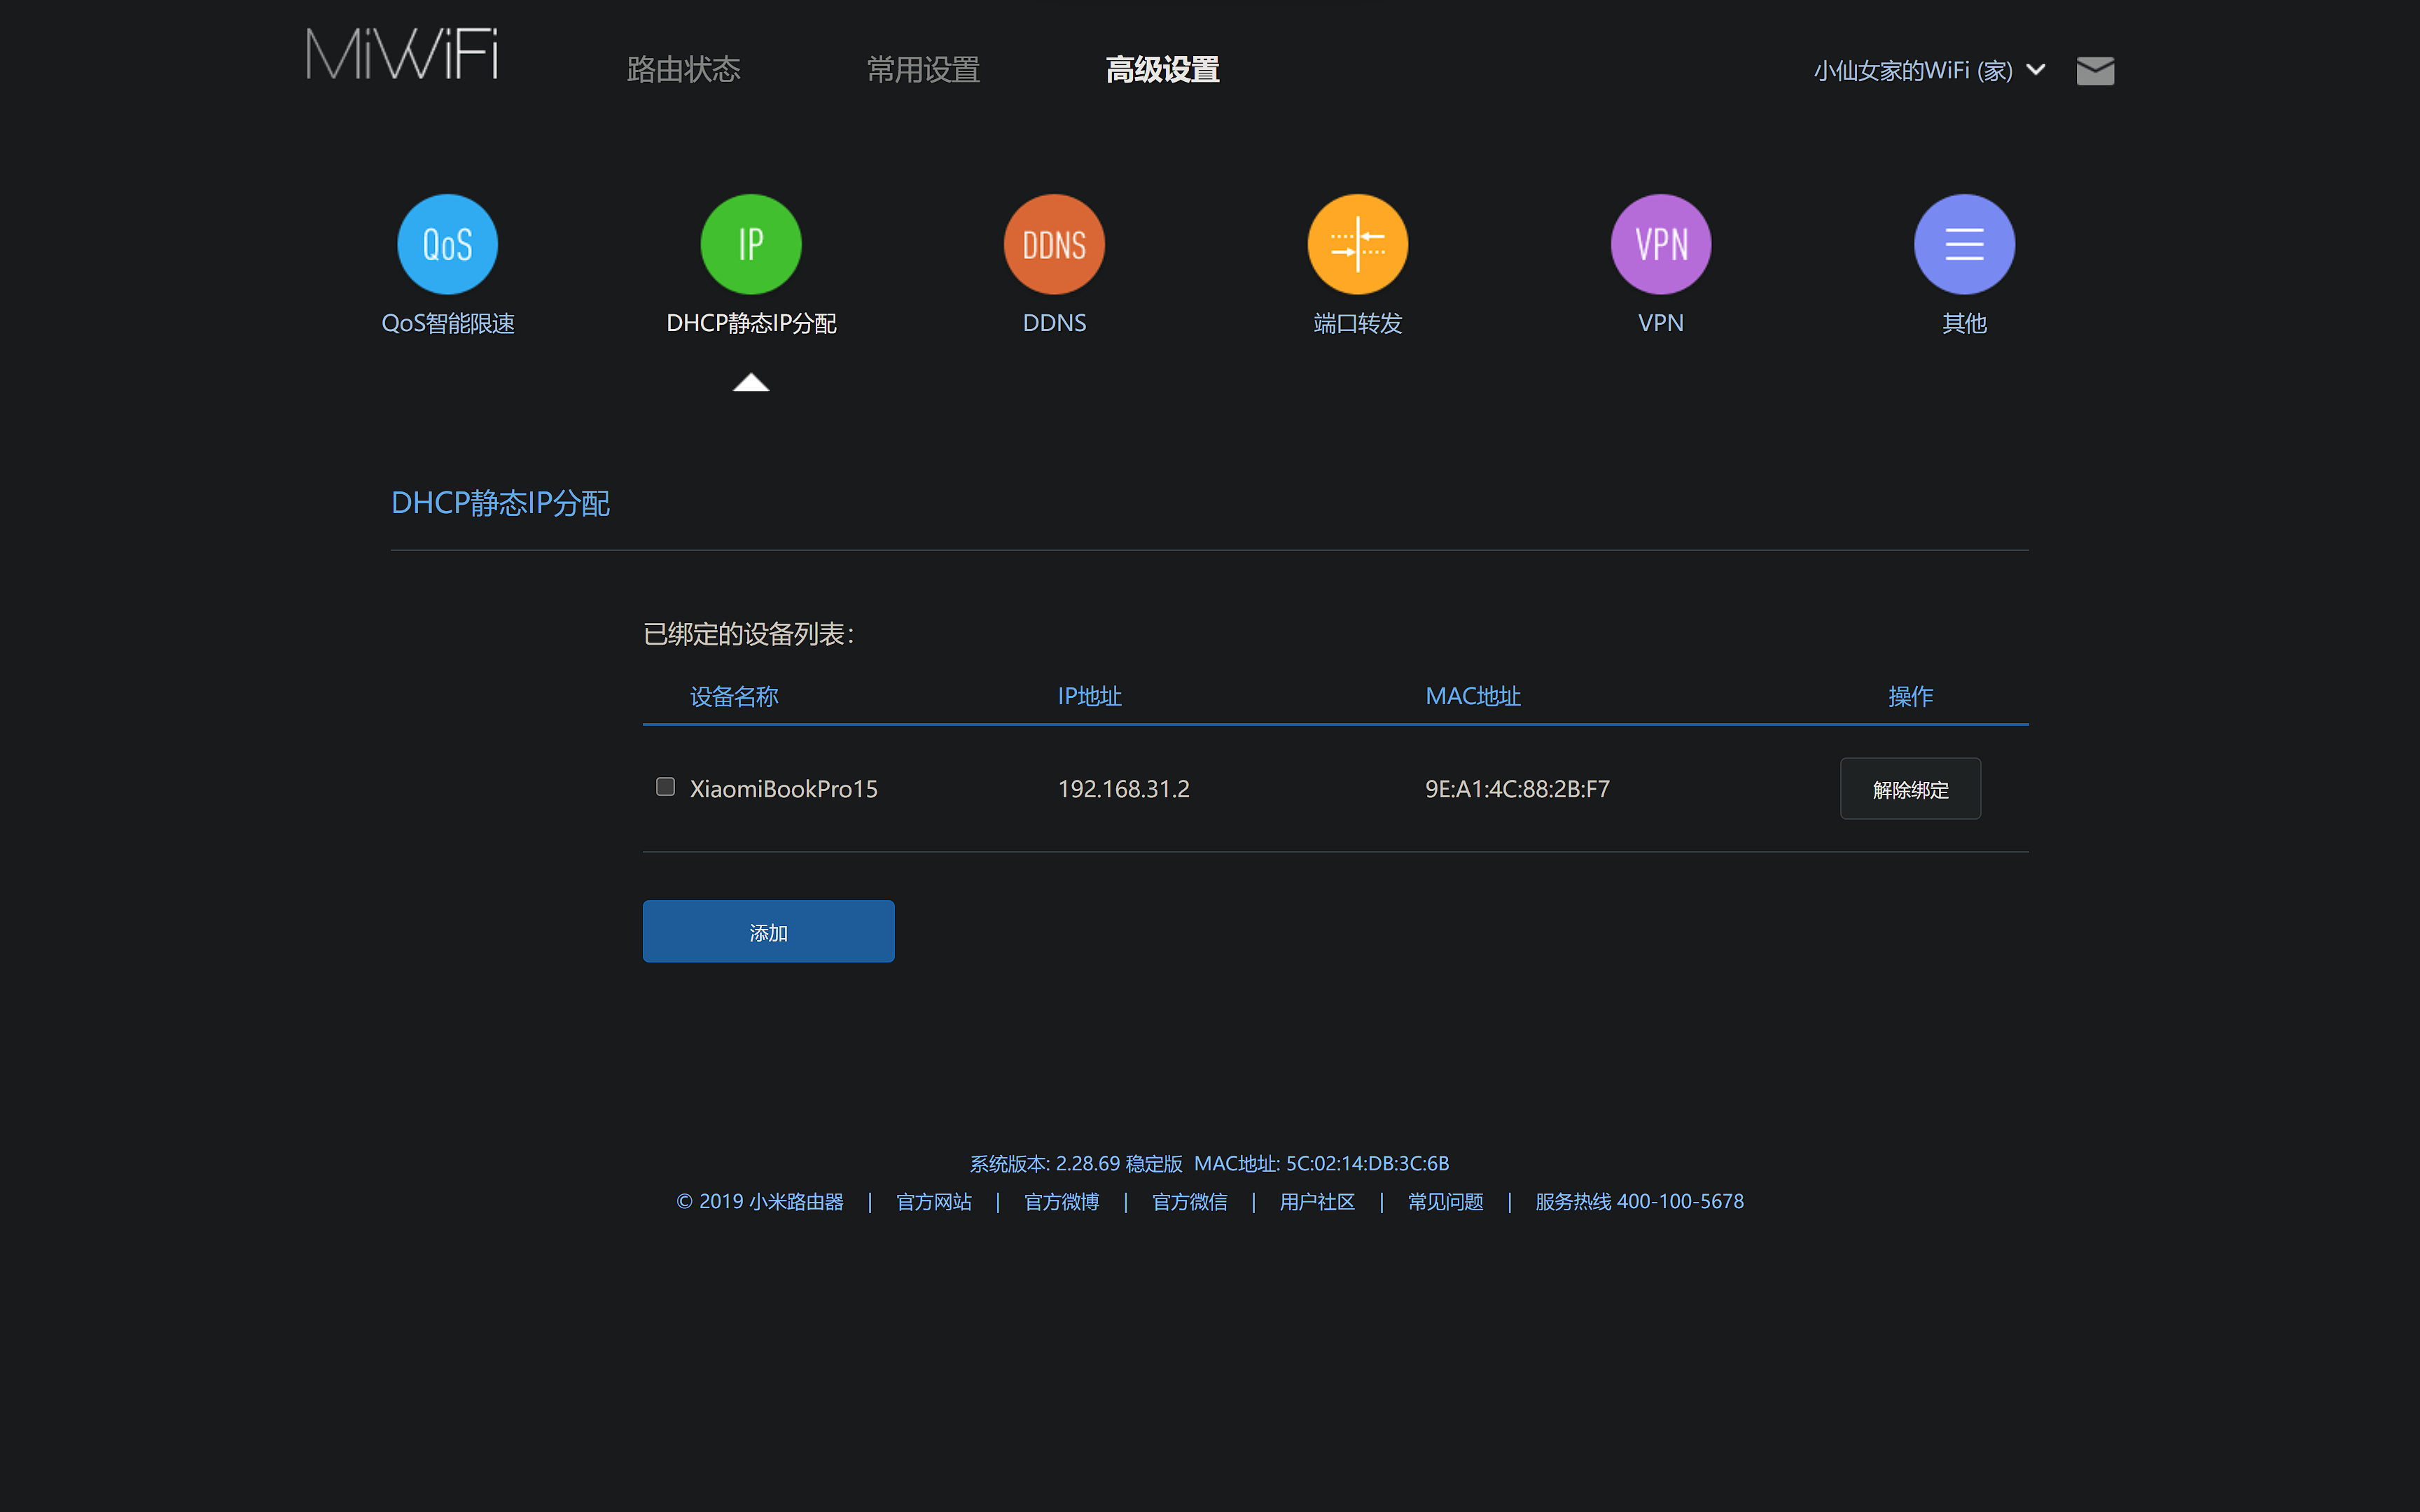 MiWiFi 路由状态 常用设置 高级设置 小仙女家的WiFi (家)
QoS IP DDNS VPN
QoS智能限速 DHCP静态IP分配 DDNS 端口转发 VPN 其他
DHCP静态IP分配
已绑定的设备列表:
设备名称 IP地址 MAC地址 操作
XiaomiBookPro15 192.168.31.2 9E:A1:4C:88:2B:F7 解除绑定
添加
系统版本: 2.28.69 稳定版 MAC地址: 5C:02:14:DB:3C:6B
© 2019 小米路由器 | 官方网站 | 官方微博 | 官方微信 | 用户社区 | 常见问题 | 服务热线 400-100-5678